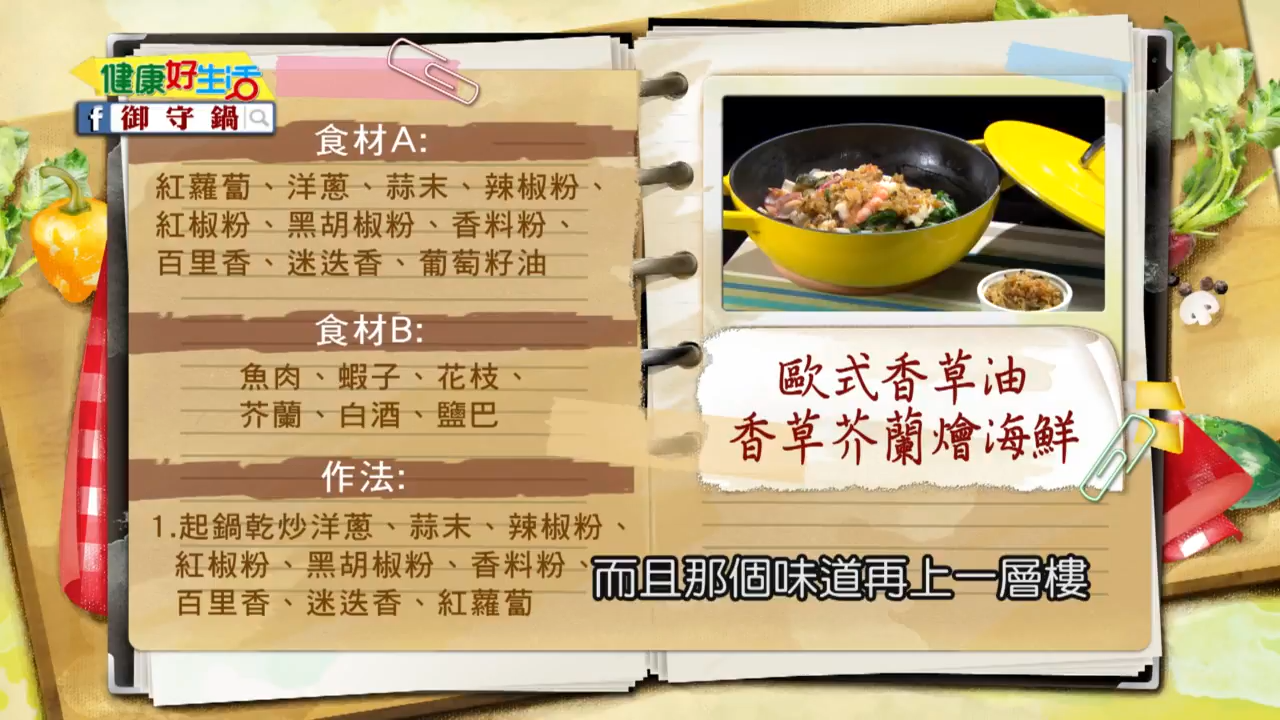 健康好生活
f 御守鍋
食材A:
紅蘿蔔、洋蔥、蒜末、辣椒粉、
紅椒粉、黑胡椒粉、香料粉、
百里香、迷迭香、葡萄籽油
食材B:
魚肉、蝦子、花枝、
芥蘭、白酒、鹽巴
作法:
1.起鍋乾炒洋蔥、蒜末、辣椒粉、
紅椒粉、黑胡椒粉、香料粉、
百里香、迷迭香、紅蘿蔔
歐式香草油
香草芥蘭燴海鮮
而且那個味道再上一層樓